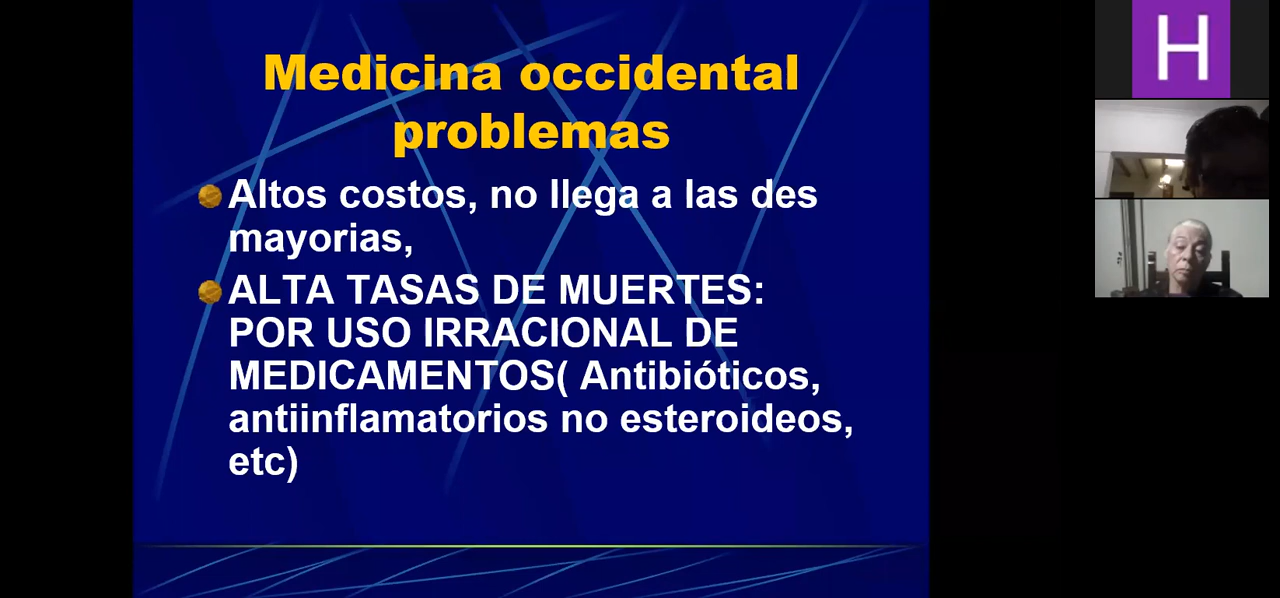 Medicina occidental
problemas
Altos costos, no llega a las des
mayorias,
ALTA TASAS DE MUERTES:
POR USO IRRACIONAL DE
MEDICAMENTOS( Antibióticos,
antiinflamatorios no esteroideos,
etc)
H